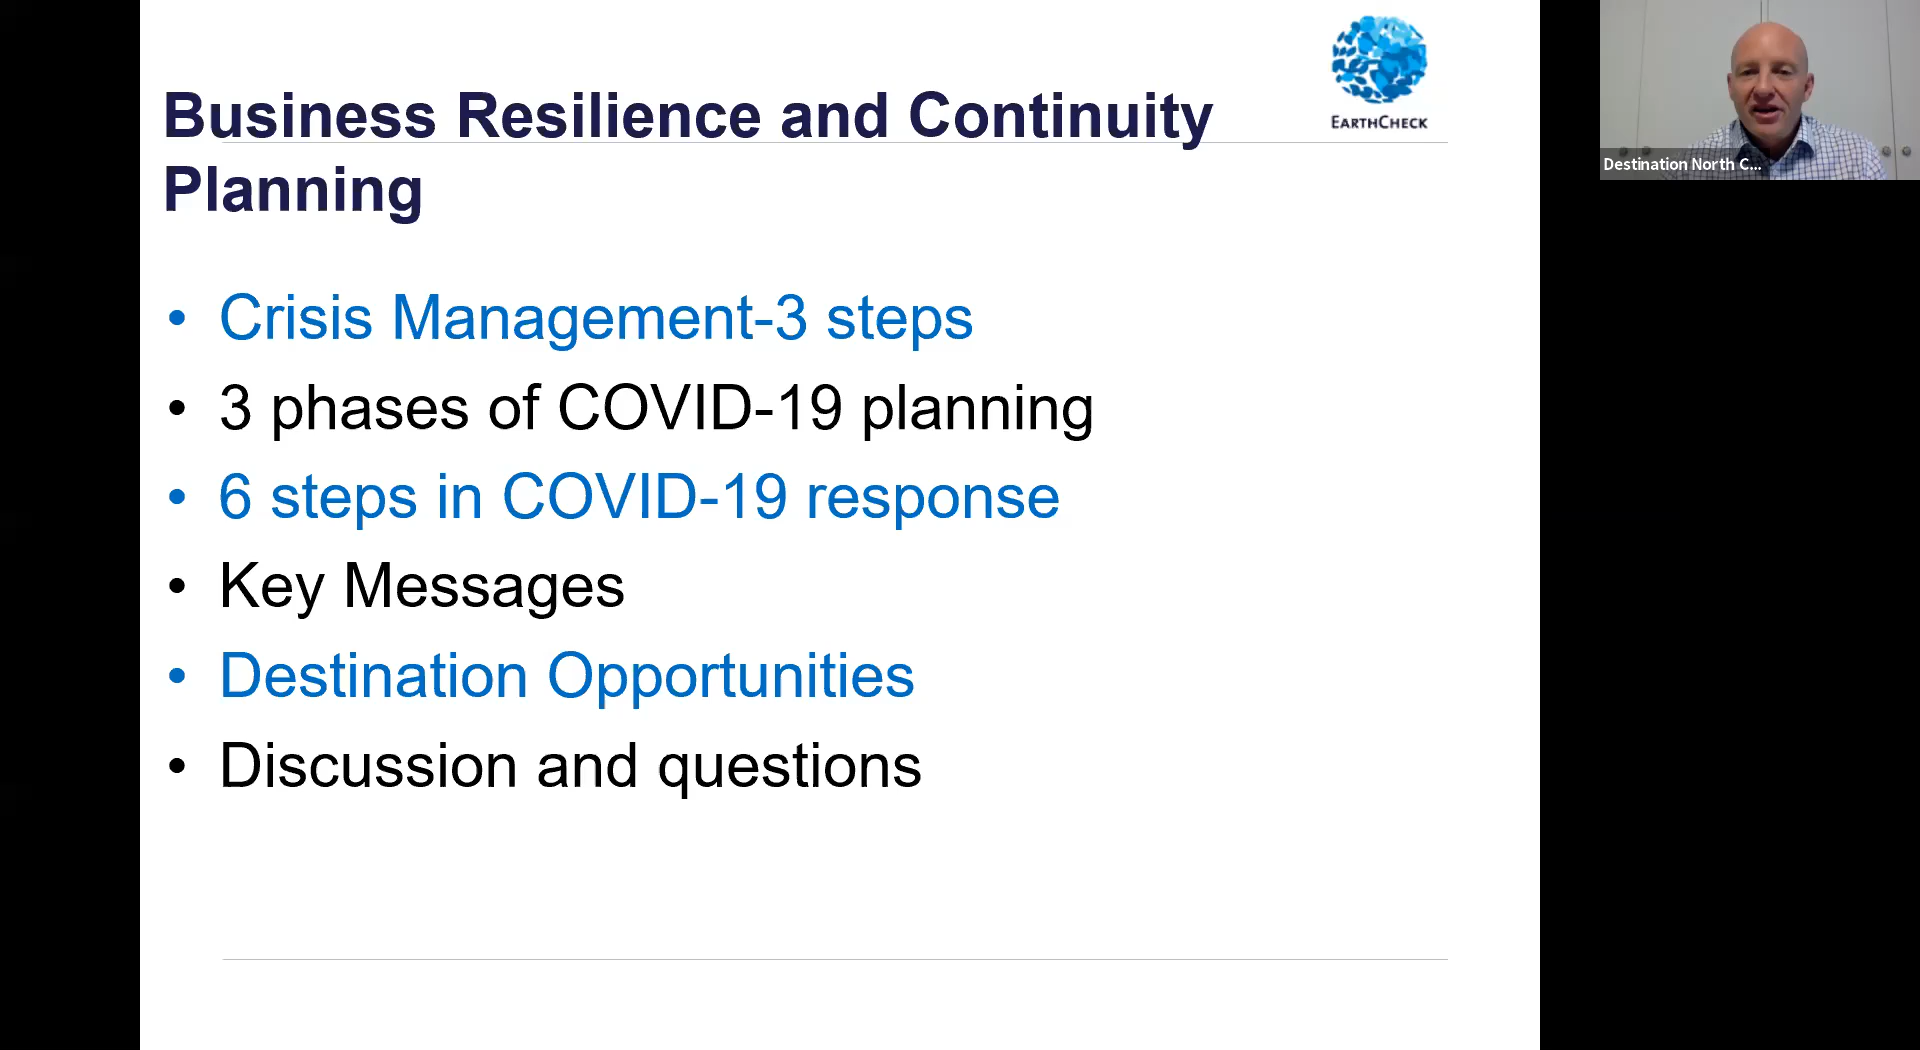 Business Resilience and Continuity
Planning
EARTHCHECK
• Crisis Management-3 steps
• 3 phases of COVID-19 planning
• 6 steps in COVID-19 response
• Key Messages
• Destination Opportunities
• Discussion and questions
Destination North C...